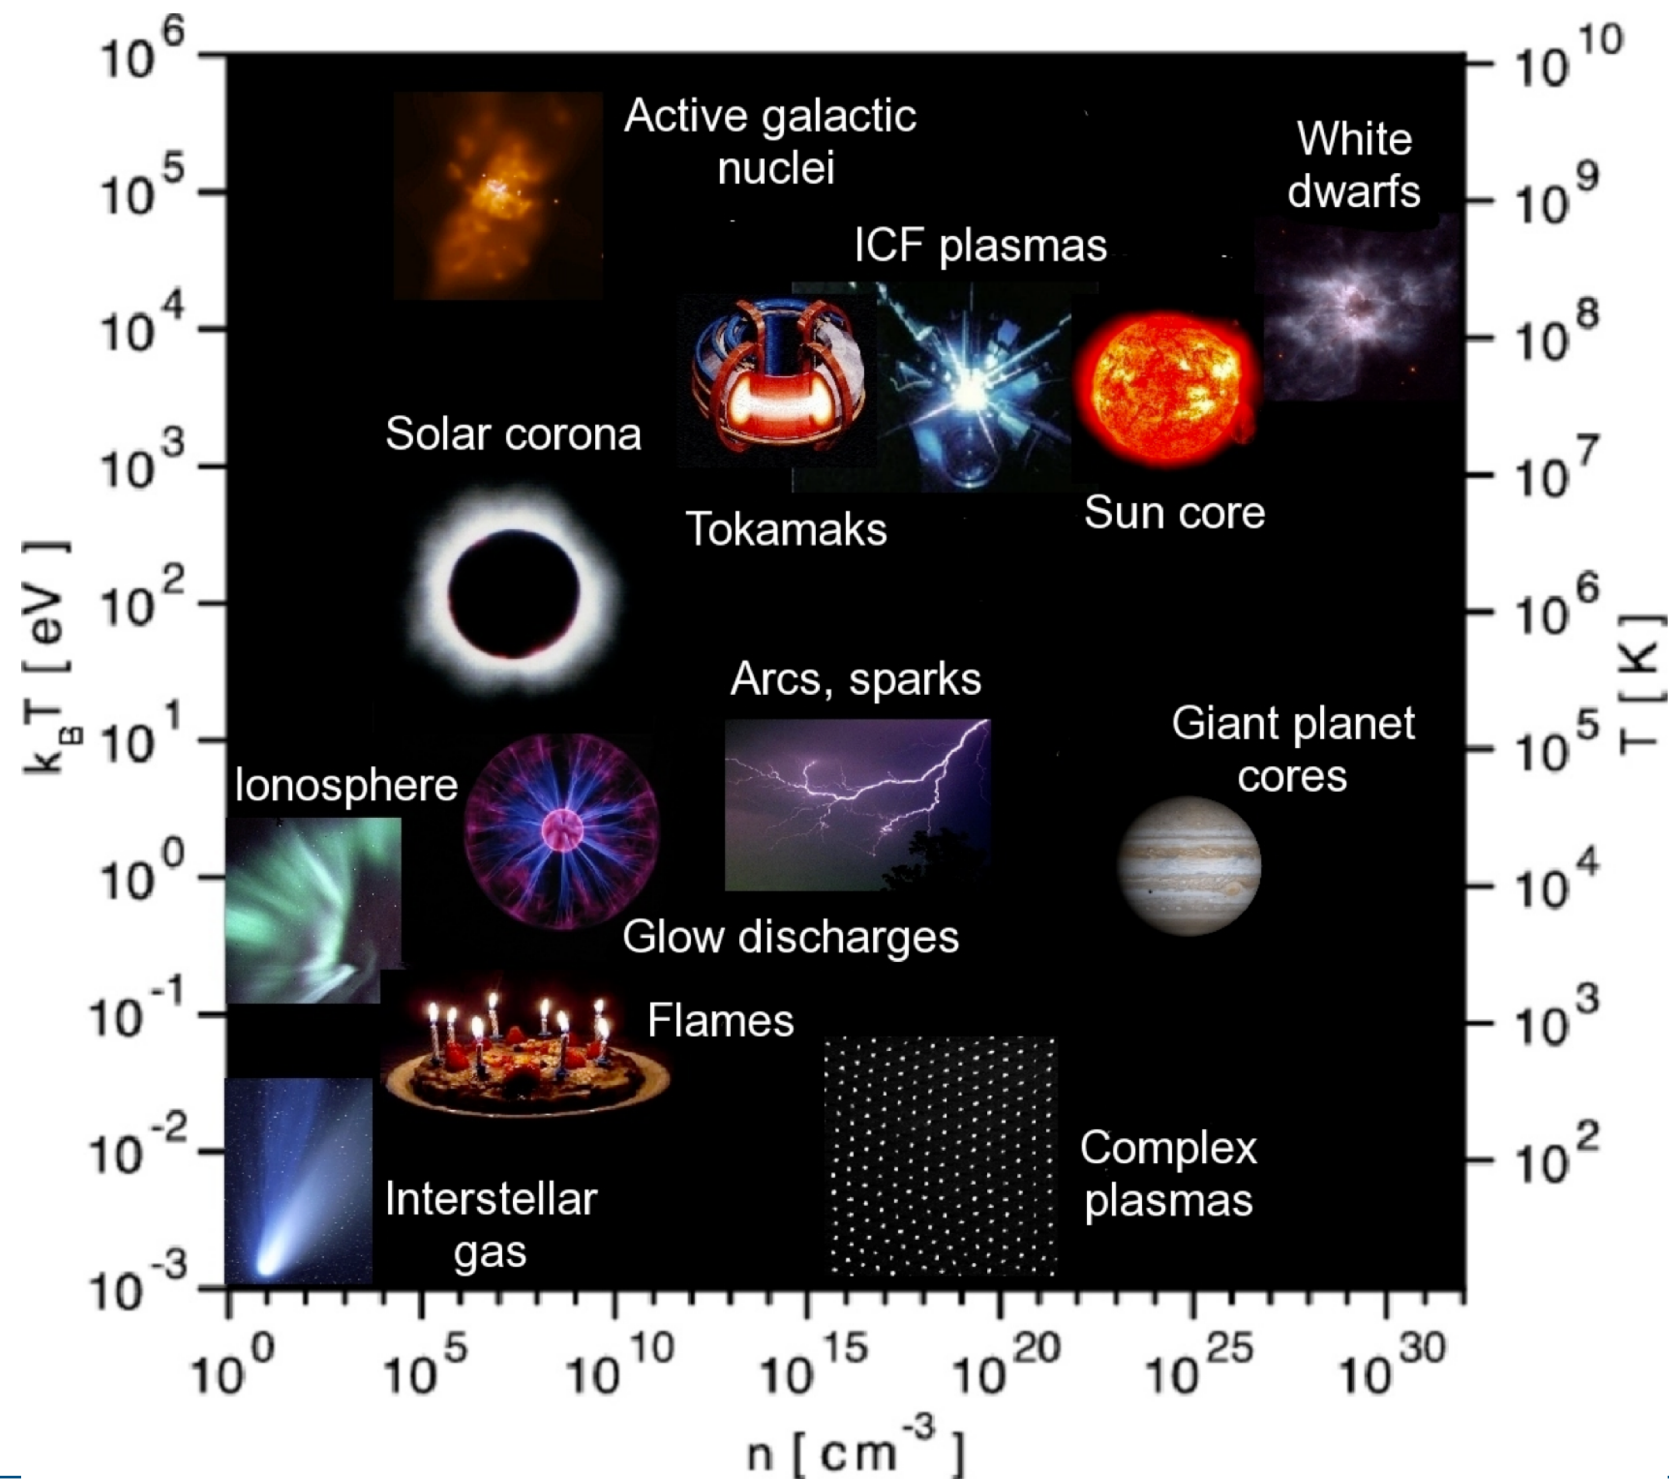 10^6
10^5
10^4
10^3
10^2
10^1
10^0
10^-1
10^-2
10^-3
k_B T [ eV ]
Active galactic
nuclei
White
dwarfs
ICF plasmas
Solar corona
Tokamaks
Sun core
Arcs, sparks
Giant planet
cores
Ionosphere
Glow discharges
Flames
Complex
plasmas
Interstellar
gas
10^10
10^9
10^8
10^7
10^6
10^5
10^4
10^3
10^2
T [ K ]
10^0 10^5 10^10 10^15 10^20 10^25 10^30
n [ cm^-3 ]